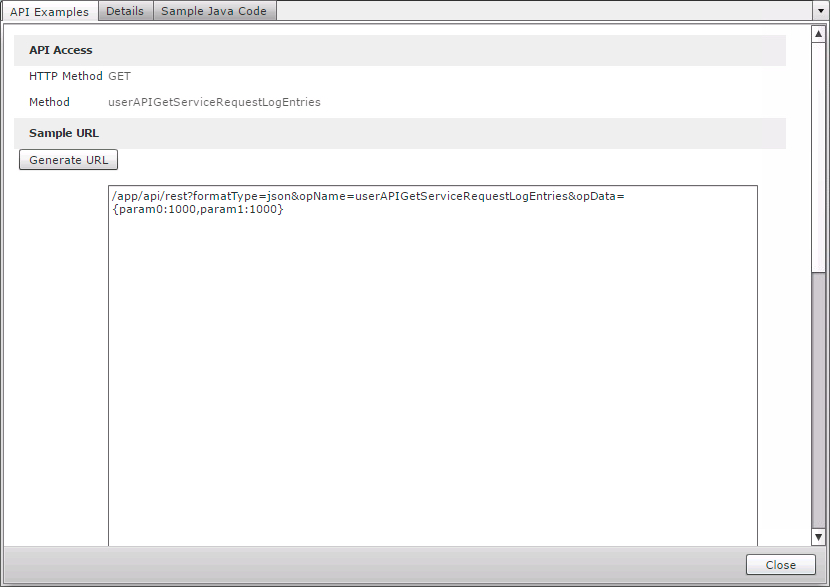 API Examples Details Sample Java Code
API Access
HTTP Method GET
Method userAPIGetServiceRequestLogEntries
Sample URL
Generate URL
/app/api/rest?formatType=json&opName=userAPIGetServiceRequestLogEntries&opData=
{param0:1000,param1:1000}
Close